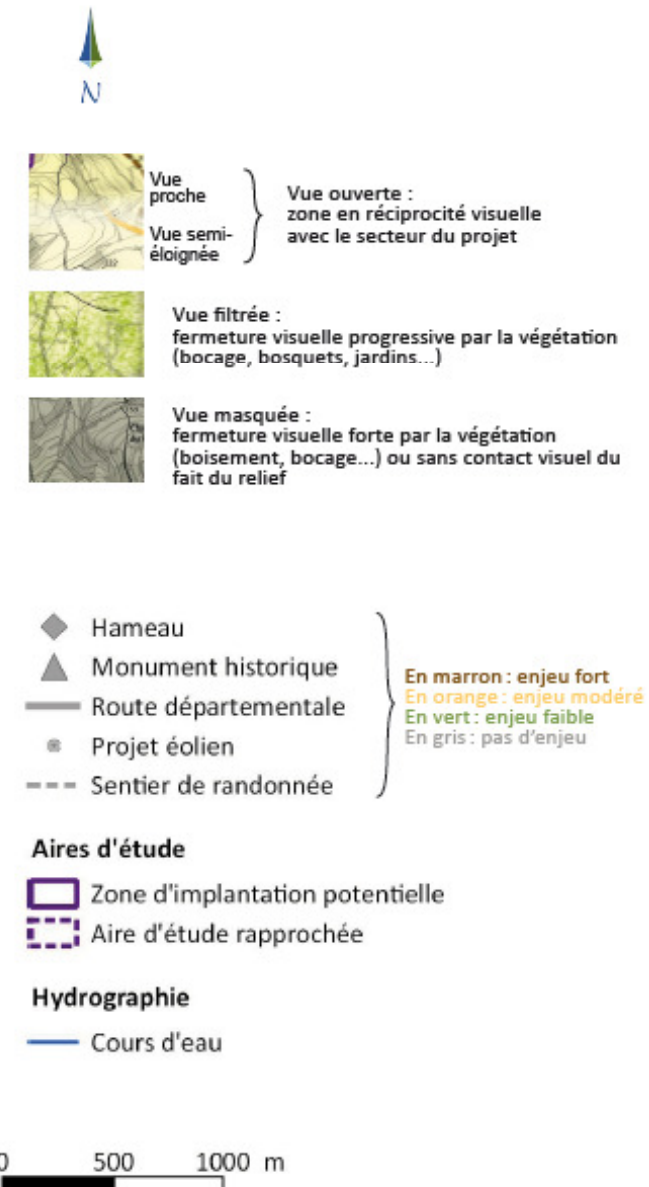 N
Vue
proche
Vue semi-
éloignée
Vue ouverte :
zone en réciprocité visuelle
avec le secteur du projet
Vue filtrée :
fermeture visuelle progressive par la végétation
(bocage, bosquets, jardins...)
Vue masquée :
fermeture visuelle forte par la végétation
(boisement, bocage...) ou sans contact visuel du
fait du relief
Hameau
Monument historique
Route départementale
Projet éolien
Sentier de randonnée
En marron : enjeu fort
En orange : enjeu modéré
En vert : enjeu faible
En gris : pas d'enjeu
Aires d'étude
Zone d'implantation potentielle
Aire d'étude rapprochée
Hydrographie
Cours d'eau
0 500 1000 m